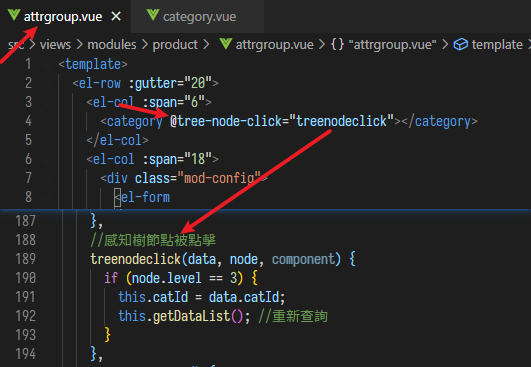 attrgroup.vue × category.vue
src > views > modules > product > attrgroup.vue > {} "attrgroup.vue" > template
1 <template>
2 <el-row :gutter="20">
3 <el-col :span="6">
4 <category @tree-node-click="treenodeclick"></category>
5 </el-col>
6 <el-col :span="18">
7 <div class="mod-config">
8 <el-form
187 },
188 //感知樹節點被點擊
189 treenodeclick(data, node, component) {
190 if (node.level == 3) {
191 this.catId = data.catId;
192 this.getDataList(); //重新查詢
193 }
194 },